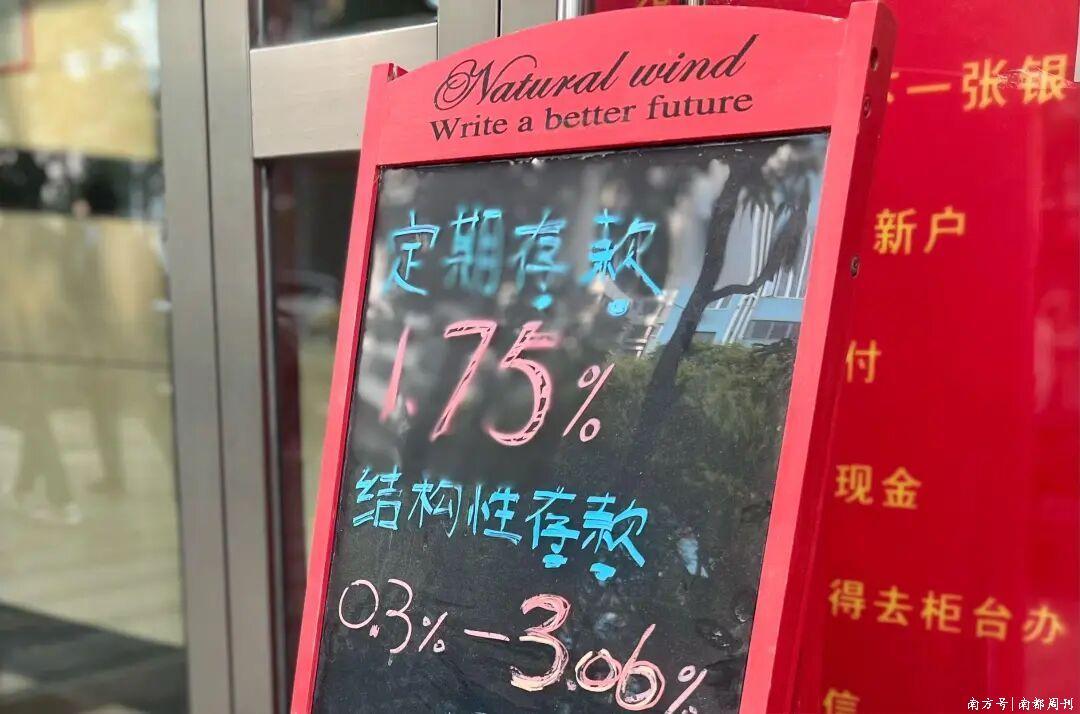 Natural wind
Write a better future
定期存款
1.75%
结构性存款
0.3%-3.06%
一张银
新户
付
现金
得去柜台办
信
南方号|南都周刊